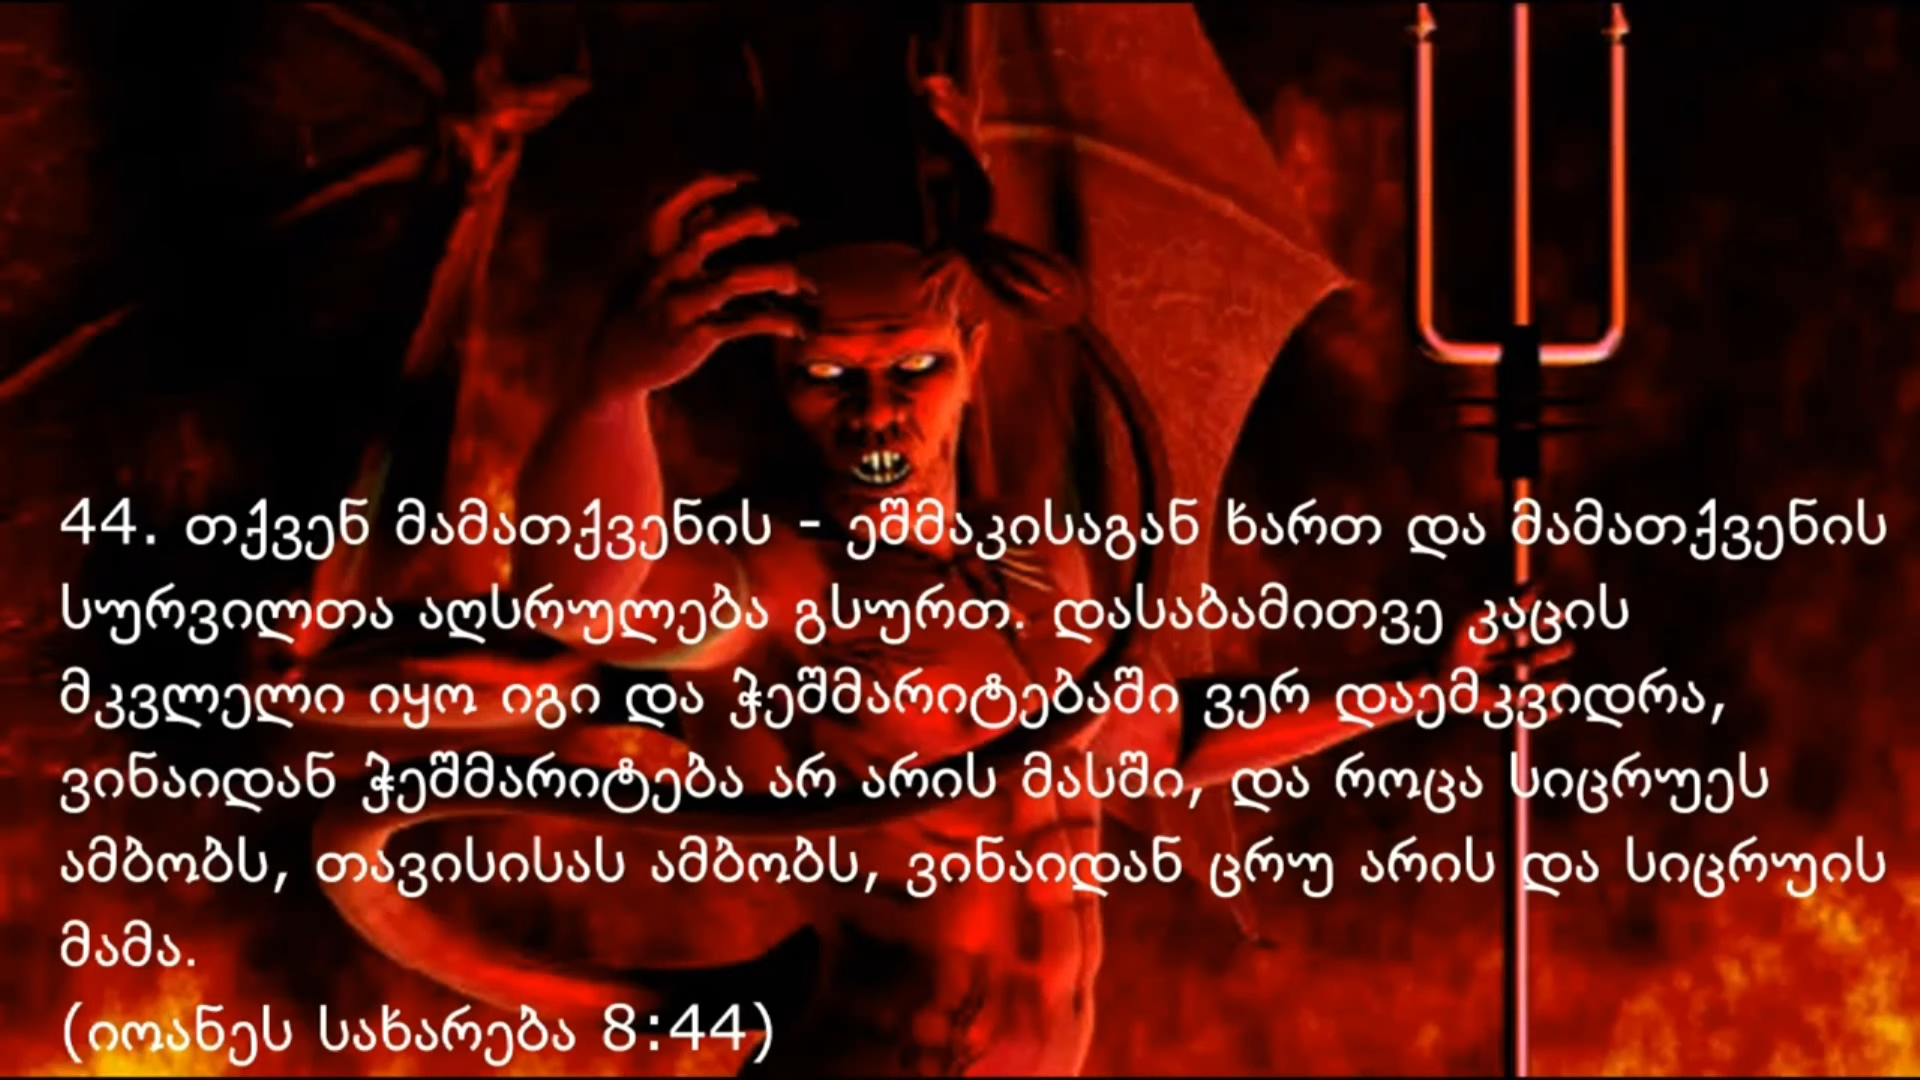 44. თქვენ მამათქვენის - ეშმაკისაგან ხართ და მამათქვენის
სურვილთა აღსრულება გსურთ. დასაბამითვე კაცის
მკვლელი იყო იგი და ჭეშმარიტებაში ვერ დაემკვიდრა,
ვინაიდან ჭეშმარიტება არ არის მასში, და როცა სიცრუეს
ამბობს, თავისისას ამბობს, ვინაიდან ცრუ არის და სიცრუის
მამა.
(იოანეს სახარება 8:44)